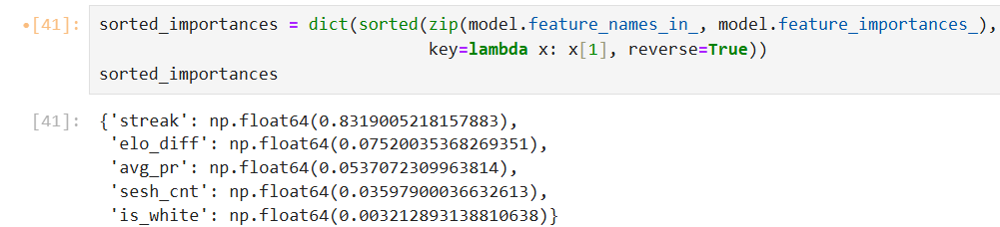 [41]: sorted_importances = dict(sorted(zip(model.feature_names_in_, model.feature_importances_),
key=lambda x: x[1], reverse=True))
sorted_importances
[41]: {'streak': np.float64(0.8319005218157883),
'elo_diff': np.float64(0.07520035368269351),
'avg_pr': np.float64(0.0537072309963814),
'sesh_cnt': np.float64(0.03597900036632613),
'is_white': np.float64(0.003212893138810638)}